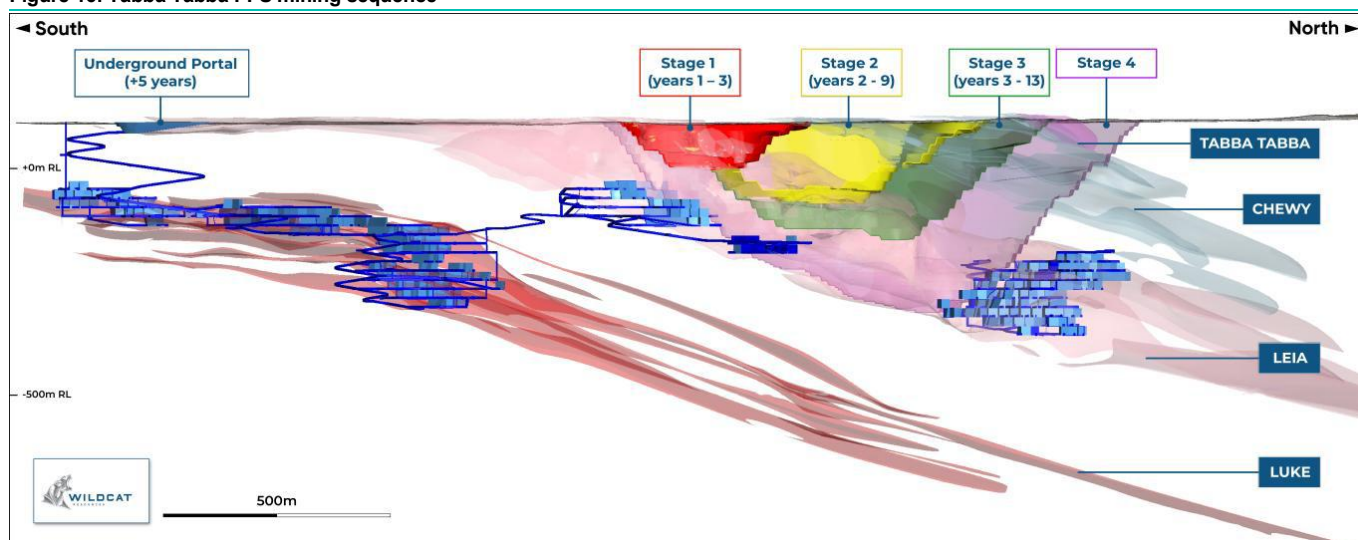 ◄ South
North ►
Underground Portal
(+5 years)
Stage 1
(years 1 – 3)
Stage 2
(years 2 - 9)
Stage 3
(years 3 - 13)
Stage 4
TABBA TABBA
+0m RL
CHEWY
LEIA
-500m RL
LUKE
WILDCAT
RESOURCES
500m